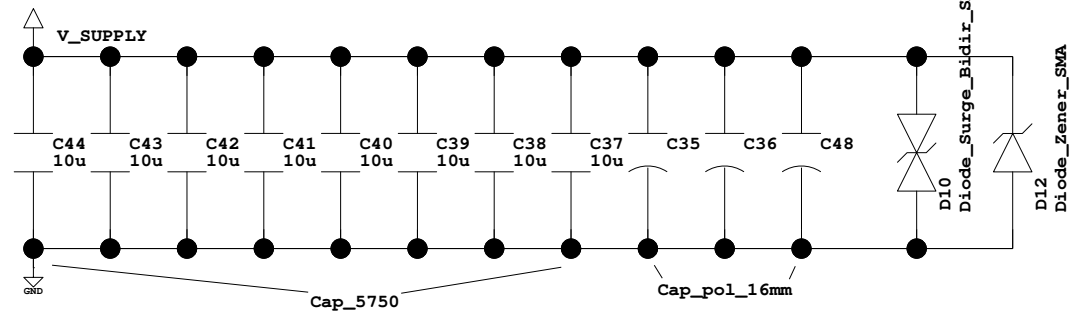 V_SUPPLY
C44
10u
C43
10u
C42
10u
C41
10u
C40
10u
C39
10u
C38
10u
C37
10u
C35
C36
C48
D10
Diode_Surge_Bidir_S
D12
Diode_Zener_SMA
GND
Cap_5750
Cap_pol_16mm